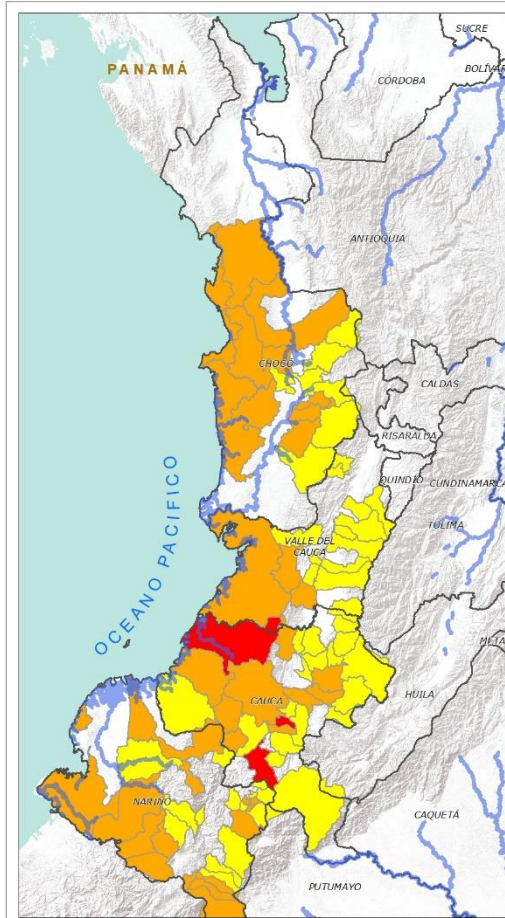 SUCRE
PANAMÁ
BOLÍVAR
CÓRDOBA
ANTIOQUIA
CHOCÓ
CALDAS
RISARALDA
QUINDÍO
CUNDINAMARCA
OCEANO PACIFICO
TOLIMA
VALLE DEL
CAUCA
META
HUILA
CAUCA
NARIÑO
CAQUETÁ
PUTUMAYO